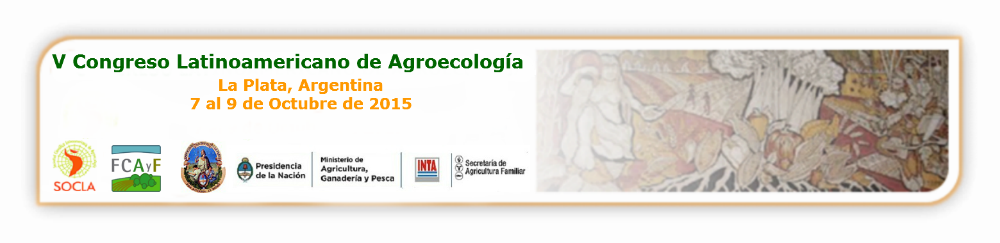 V Congreso Latinoamericano de Agroecología
La Plata, Argentina
7 al 9 de Octubre de 2015
SOCLA
FCAyF
Presidencia
de la Nación
Ministerio de
Agricultura,
Ganadería y Pesca
INTA
Secretaría de
Agricultura Familiar